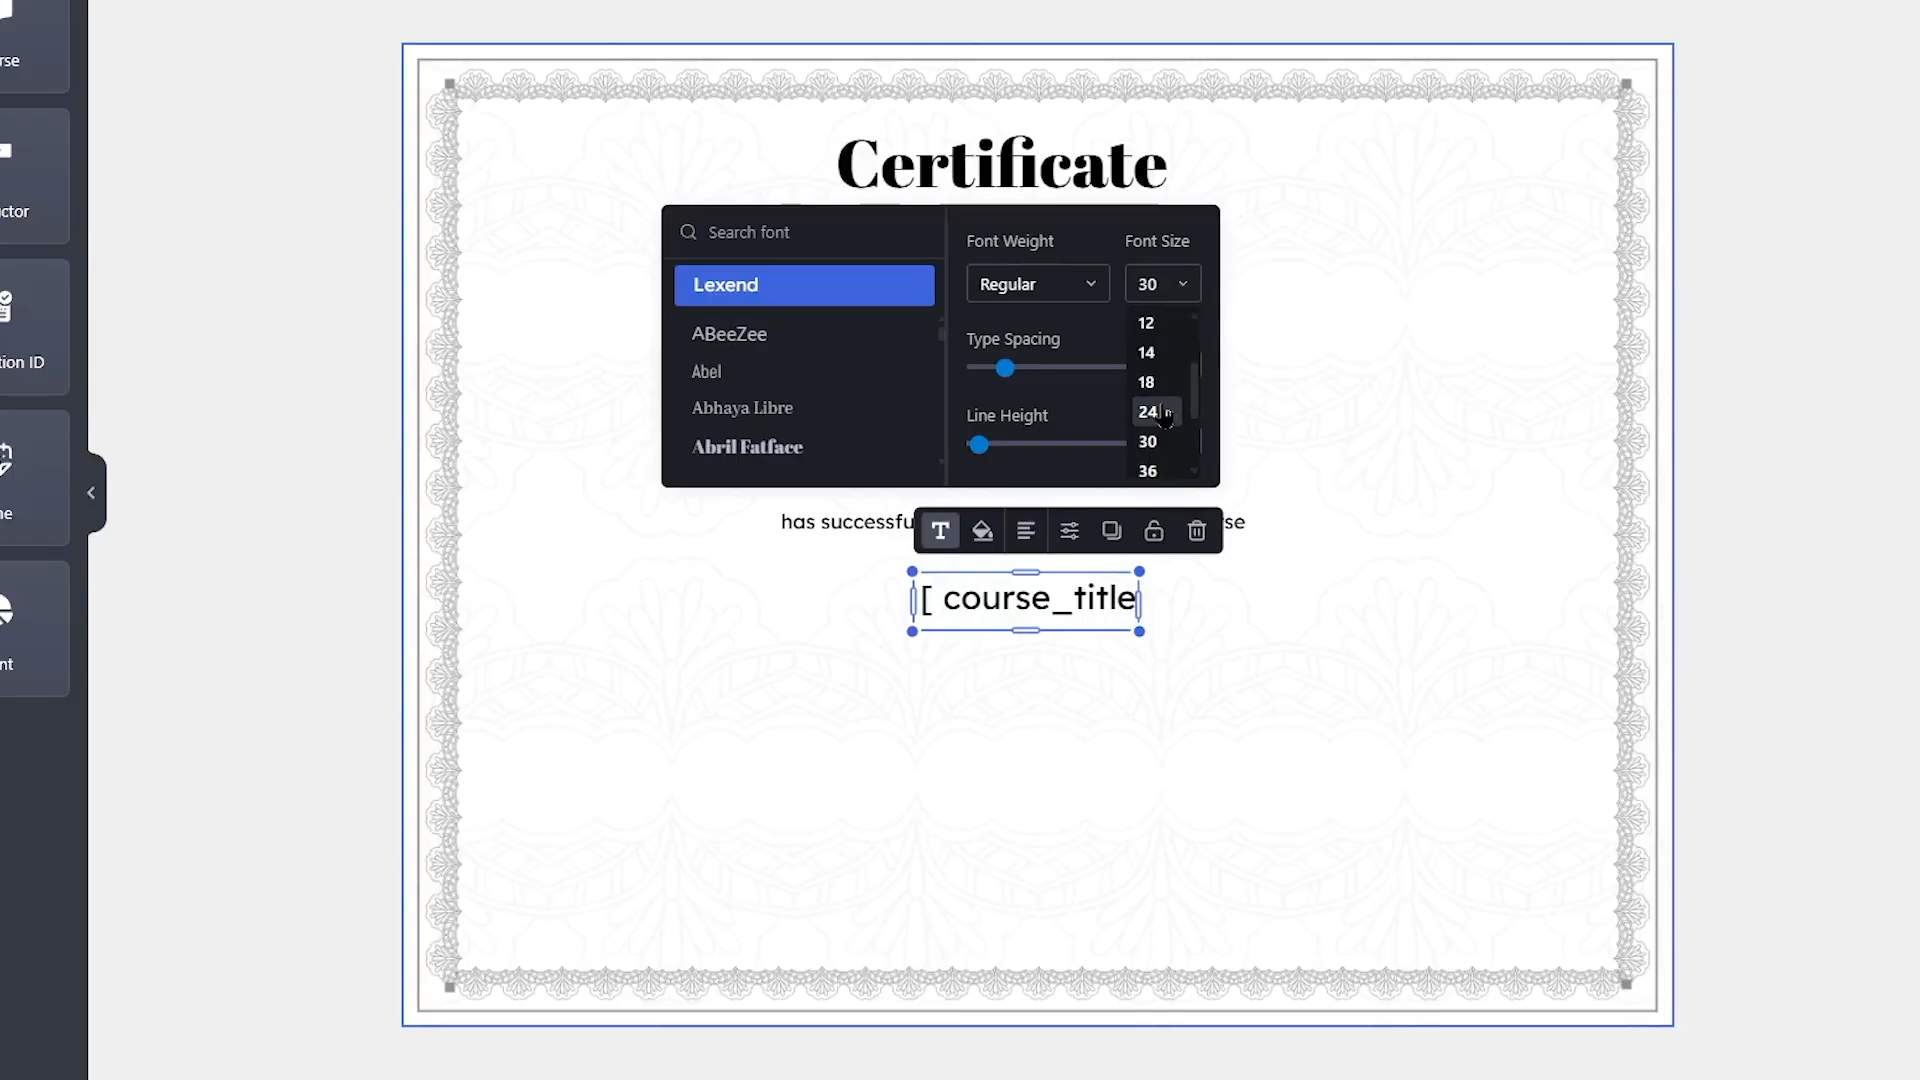 rse
ctor
tion ID
ne
nt
Certificate
Search font
Lexend
ABeeZee
Abel
Abhaya Libre
Abril Fatface
Font Weight
Font Size
Regular
30
Type Spacing
Line Height
12
14
18
24
30
36
has successfu
se
[ course_title